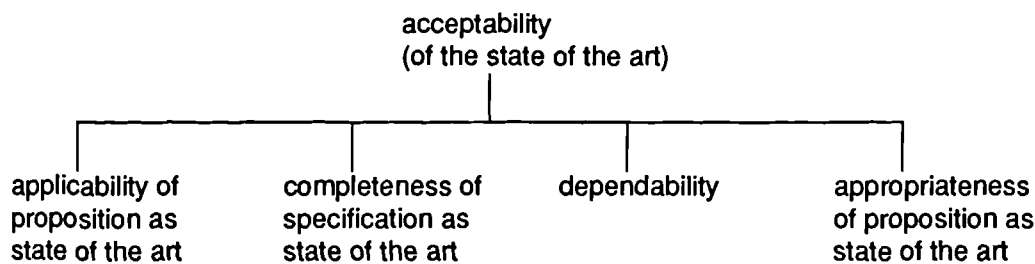 acceptability
(of the state of the art)
applicability of
proposition as
state of the art
completeness of
specification as
state of the art
dependability
appropriateness
of proposition as
state of the art